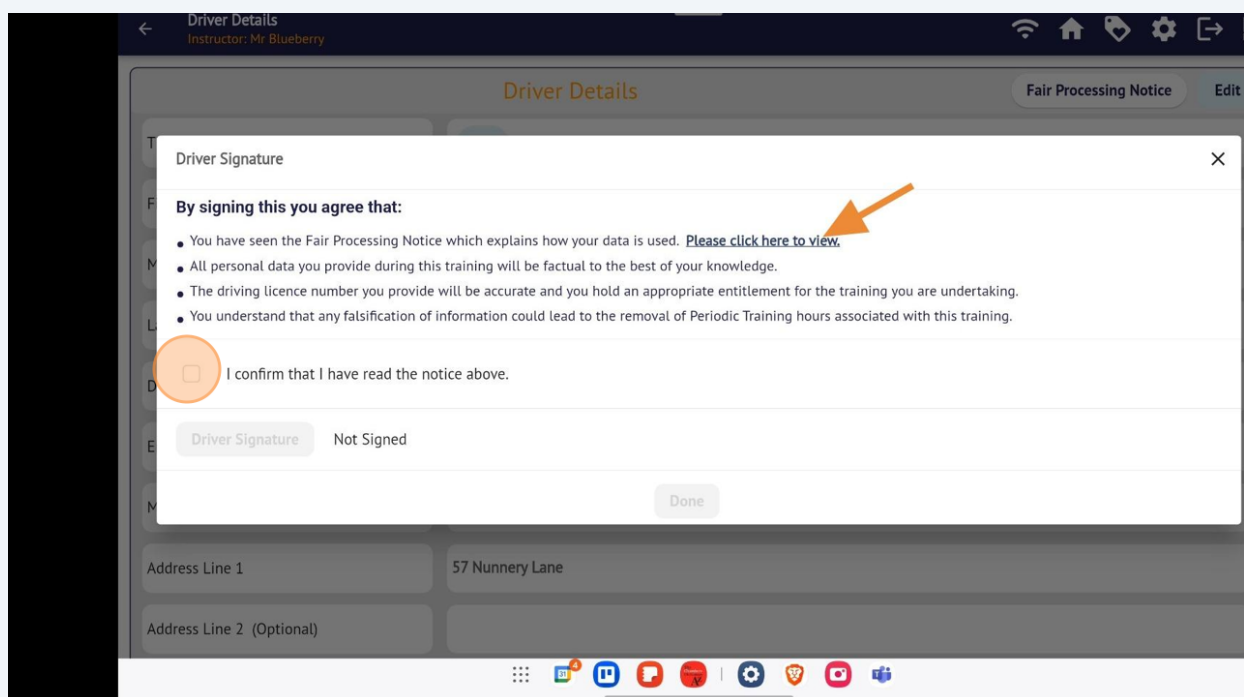 Driver Details
Instructor: Mr Blueberry
Driver Details
Fair Processing Notice
Edit
T
Driver Signature
F
By signing this you agree that:
M
• You have seen the Fair Processing Notice which explains how your data is used. Please click here to view.
• All personal data you provide during this training will be factual to the best of your knowledge.
• The driving licence number you provide will be accurate and you hold an appropriate entitlement for the training you are undertaking.
L
• You understand that any falsification of information could lead to the removal of Periodic Training hours associated with this training.
D
I confirm that I have read the notice above.
E
Driver Signature Not Signed
Done
M
Address Line 1 57 Nunnery Lane
Address Line 2 (Optional)
31
4